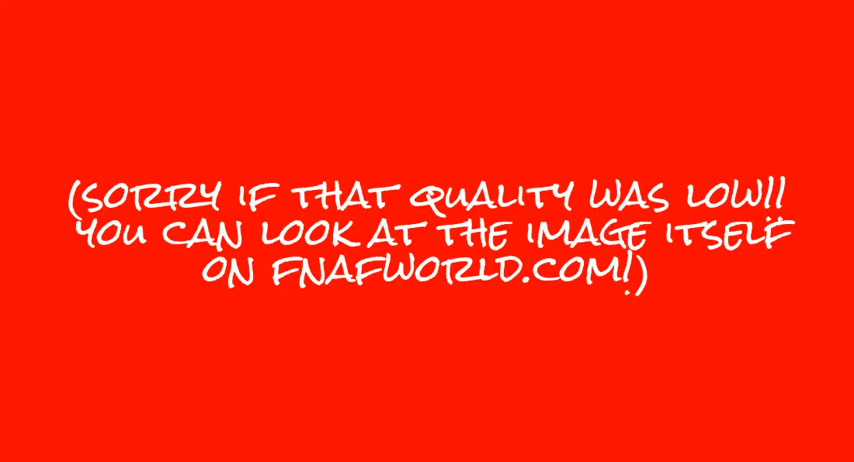 (SORRY IF THAT QUALITY WAS LOW!!
YOU CAN LOOK AT THE IMAGE ITSELF
ON FNAFWORLD.COM!)